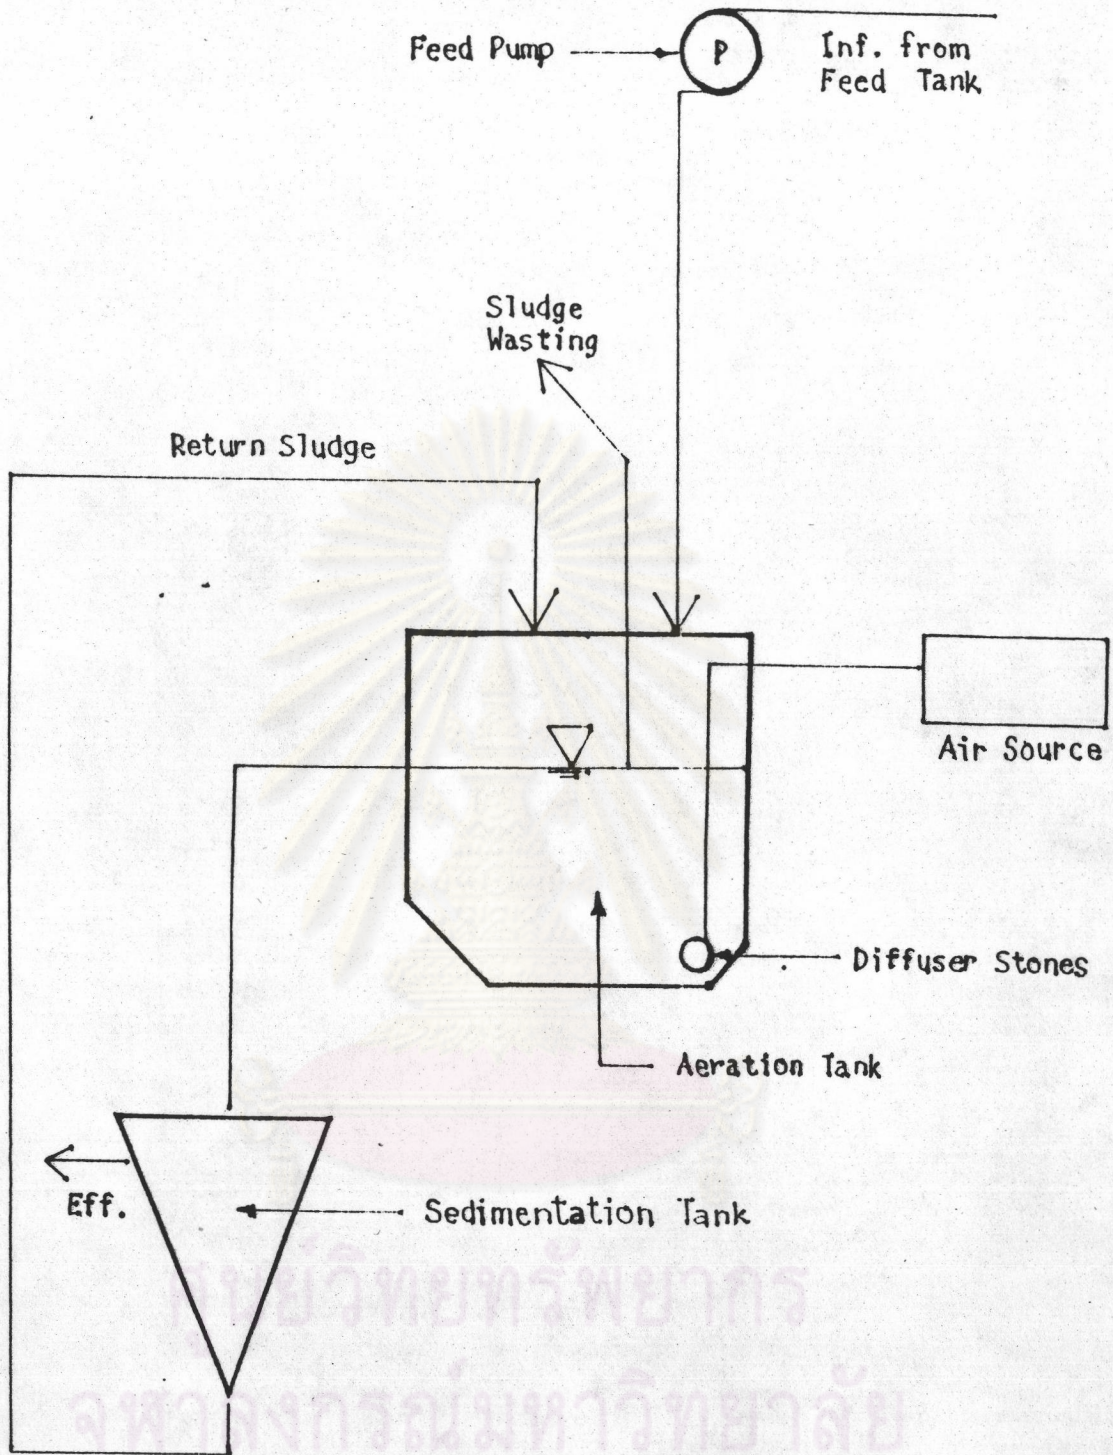 Feed Pump
P
Inf. from
Feed Tank
Sludge
Wasting
Return Sludge
Air Source
Diffuser Stones
Aeration Tank
Eff.
Sedimentation Tank
ศูนย์วิทยทรัพยากร
จุฬาลงกรณ์มหาวิทยาลัย